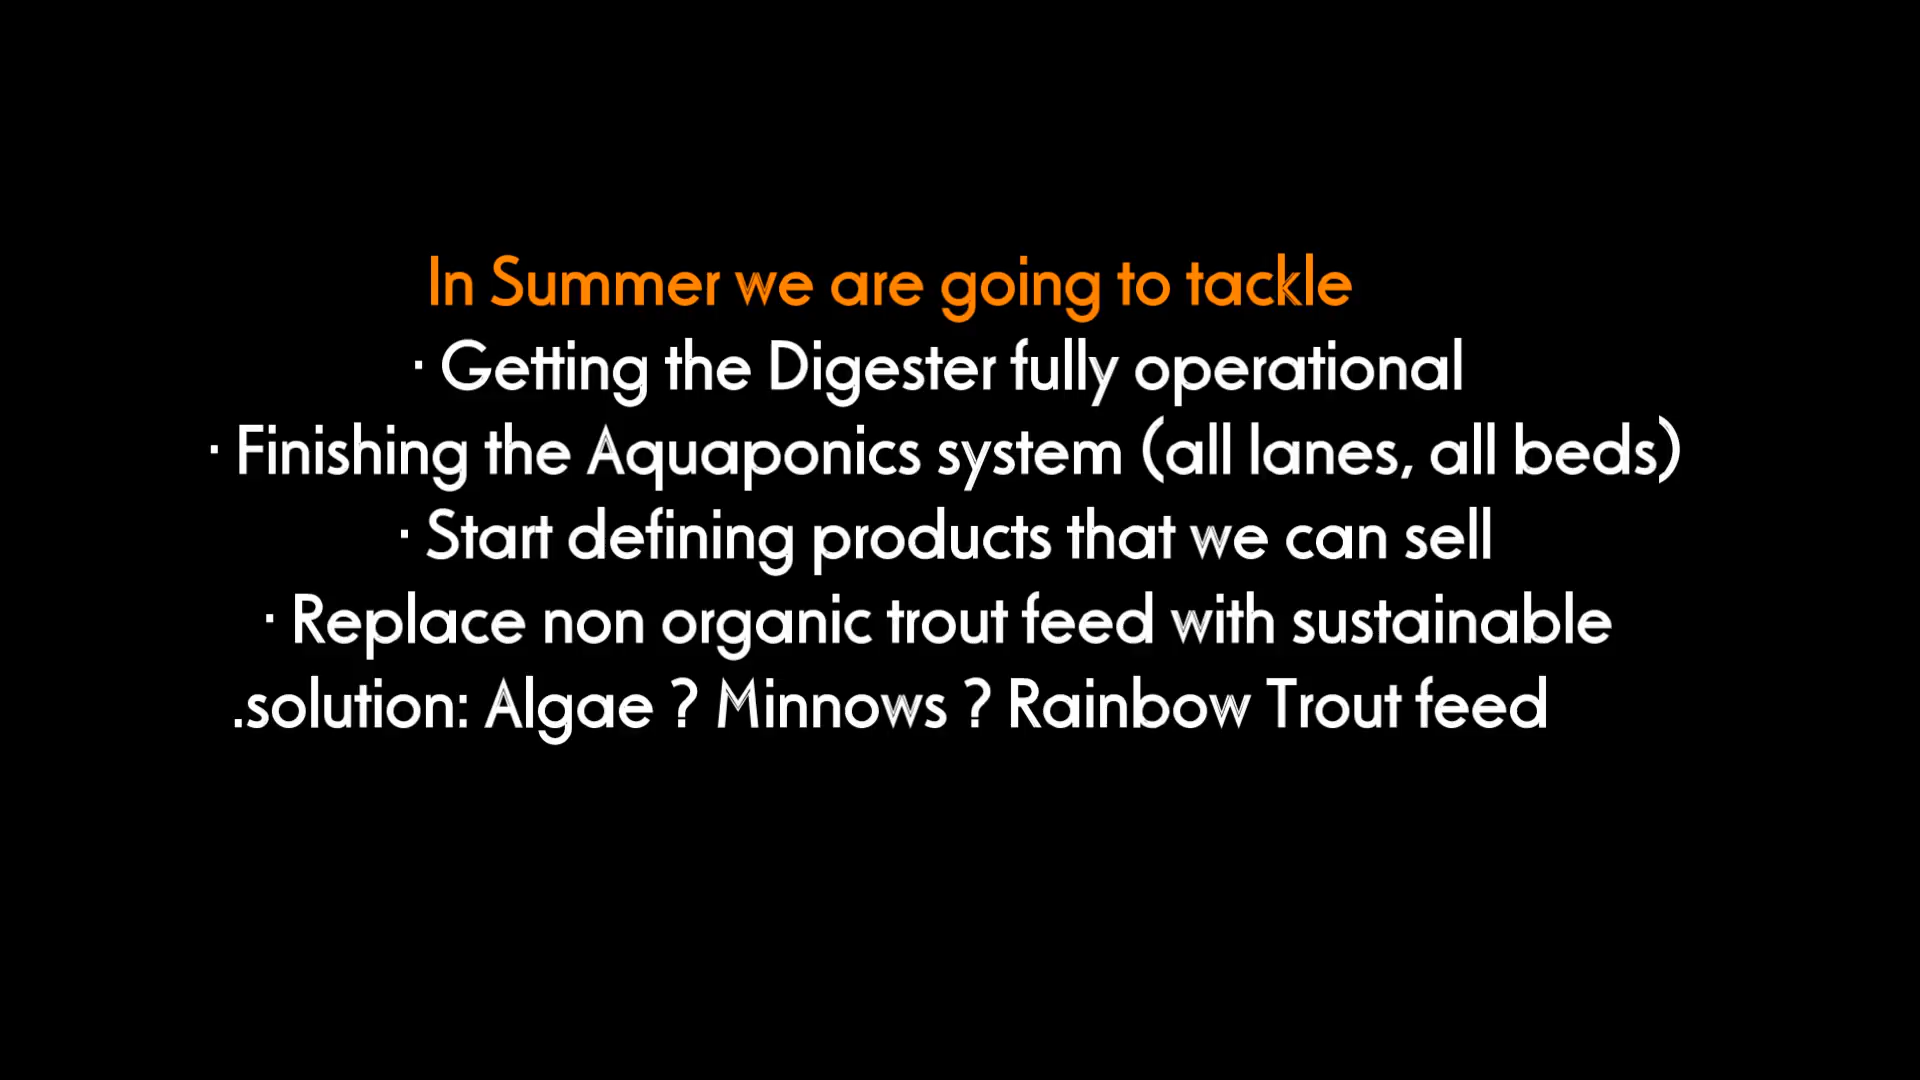 In Summer we are going to tackle
· Getting the Digester fully operational
· Finishing the Aquaponics system (all lanes, all beds)
· Start defining products that we can sell
· Replace non organic trout feed with sustainable
.solution: Algae ? Minnows ? Rainbow Trout feed